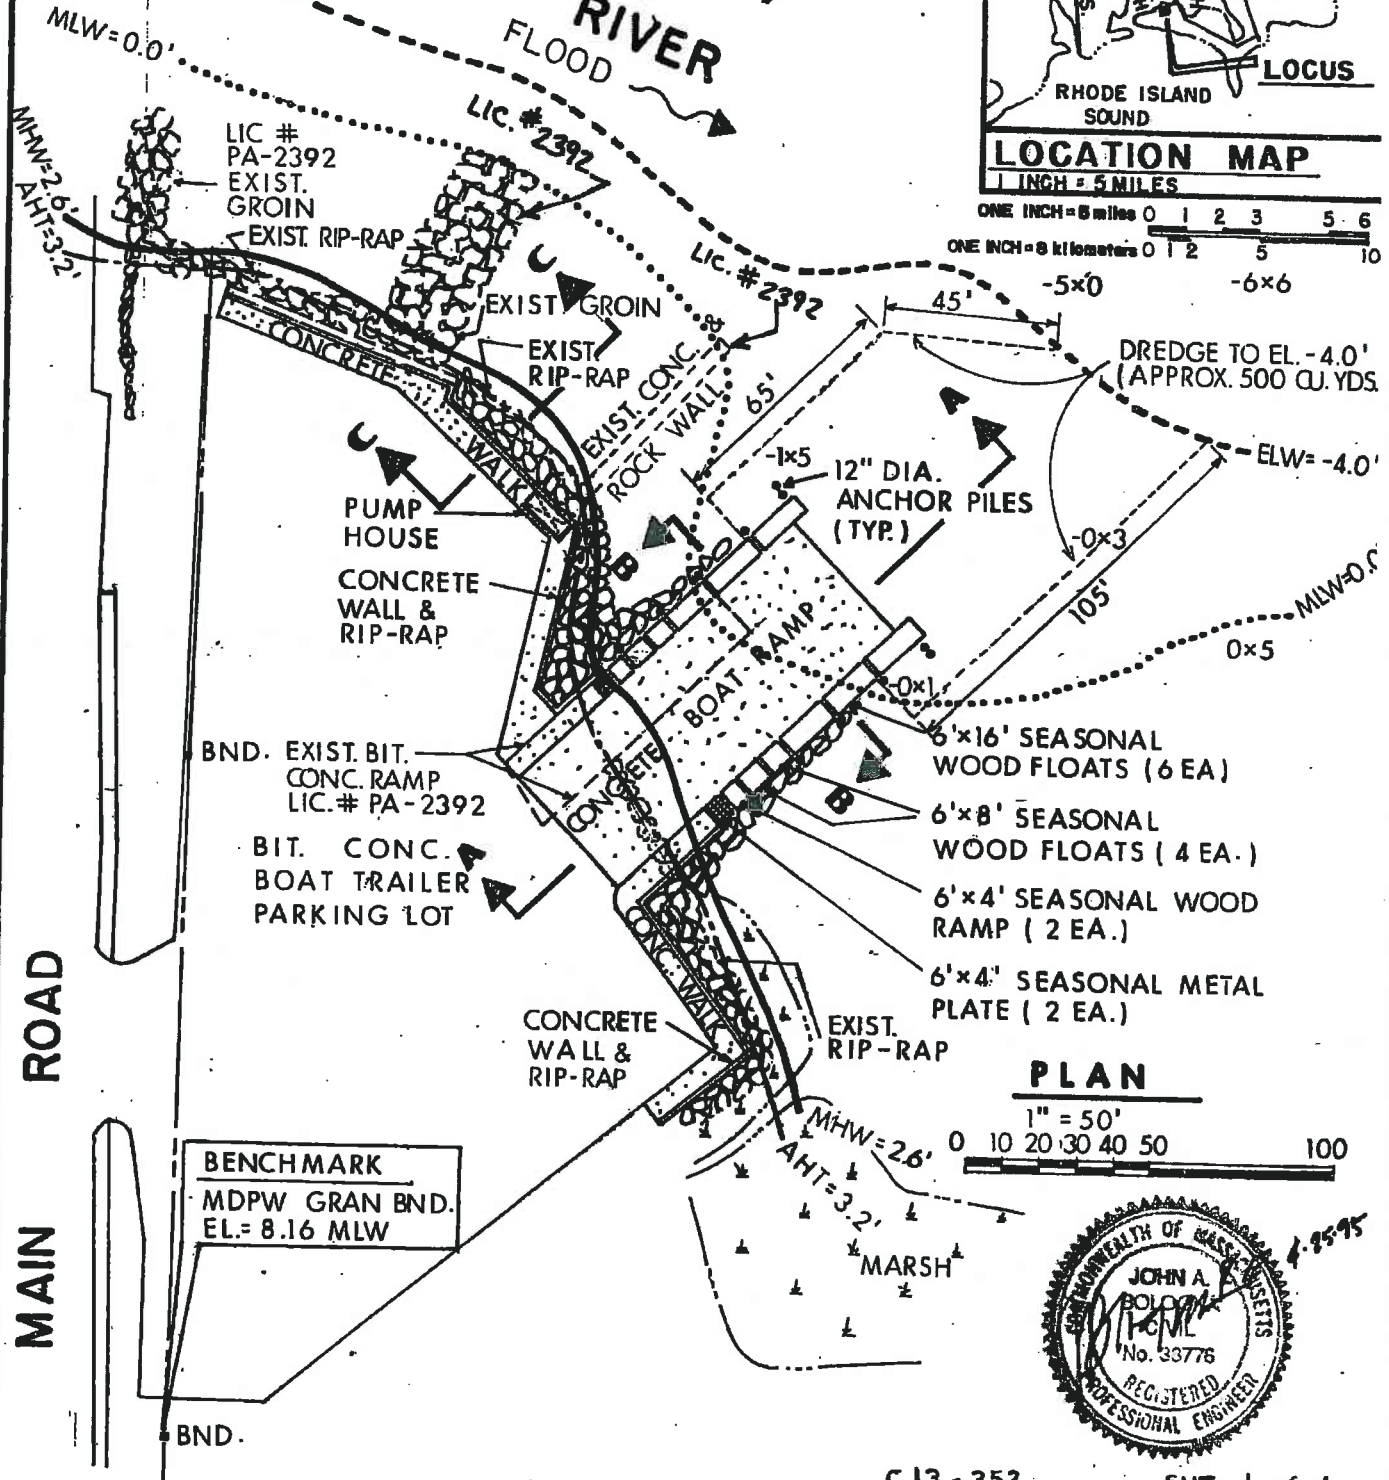 RIVER
FLOOD
MLW=0.0'
LIC. # 2392
MHW=2.6'
AHT=3.2'
LIC #
PA-2392
EXIST.
GROIN
EXIST. RIP-RAP
LOCUS
RHODE ISLAND
SOUND
LOCATION MAP
1 INCH = 5 MILES
ONE INCH=5 miles 0 1 2 3 5 6
ONE INCH=8 kilometers 0 1 2 5 10
-5x0
-6x6
LIC. # 2392
C
EXIST. GROIN
EXIST.
RIP-RAP
CONCRETE
WALK
EXIST. CONC. &
ROCK WALL
65'
45'
DREDGE TO EL. -4.0'
(APPROX. 500 CU. YDS.
A
ELW= -4.0'
C
PUMP
HOUSE
-1x5
12" DIA.
ANCHOR PILES
(TYP.)
-0x3
105'
MLW=0.0
0x5
B
CONCRETE
WALL &
RIP-RAP
CONCRETE BOAT RAMP
-0x1
BND.
EXIST. BIT.
CONC. RAMP
LIC.# PA-2392
6'x16' SEASONAL
WOOD FLOATS (6 EA)
B
6'x8' SEASONAL
WOOD FLOATS ( 4 EA.)
BIT. CONC.
BOAT TRAILER
PARKING LOT
A
6'x4' SEASONAL WOOD
RAMP ( 2 EA.)
6'x4' SEASONAL METAL
PLATE ( 2 EA.)
CONC. WALK
CONCRETE
WALL &
RIP-RAP
EXIST.
RIP-RAP
MAIN ROAD
PLAN
1" = 50'
0 10 20 30 40 50 100
MHW=2.6'
AHT=3.2'
MARSH
BENCHMARK
MDPW GRAN BND.
EL.= 8.16 MLW
BND.
COMMONWEALTH OF MASSACHUSETTS
JOHN A.
BOLOGNA
CIVIL
No. 33776
REGISTERED
PROFESSIONAL ENGINEER